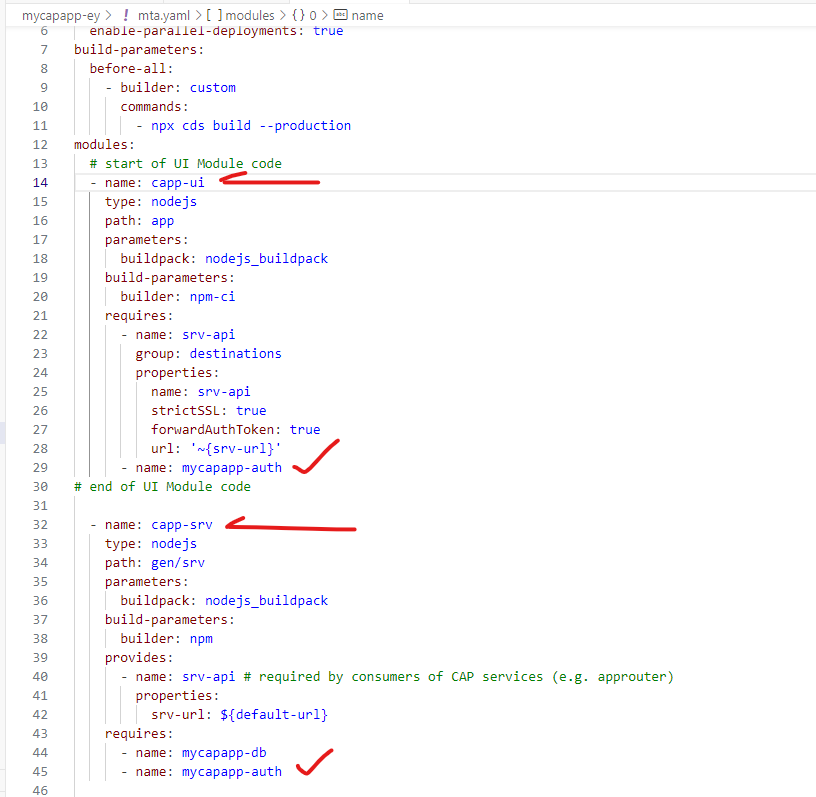 mycapapp-ey > ! mta.yaml > [ ] modules > {} 0 > abc name
6 enable-parallel-deployments: true
7 build-parameters:
8 before-all:
9 - builder: custom
10 commands:
11 - npx cds build --production
12 modules:
13 # start of UI Module code
14 - name: capp-ui
15 type: nodejs
16 path: app
17 parameters:
18 buildpack: nodejs_buildpack
19 build-parameters:
20 builder: npm-ci
21 requires:
22 - name: srv-api
23 group: destinations
24 properties:
25 name: srv-api
26 strictSSL: true
27 forwardAuthToken: true
28 url: '~{srv-url}'
29 - name: mycapapp-auth
30 # end of UI Module code
31
32 - name: capp-srv
33 type: nodejs
34 path: gen/srv
35 parameters:
36 buildpack: nodejs_buildpack
37 build-parameters:
38 builder: npm
39 provides:
40 - name: srv-api # required by consumers of CAP services (e.g. approuter)
41 properties:
42 srv-url: ${default-url}
43 requires:
44 - name: mycapapp-db
45 - name: mycapapp-auth
46